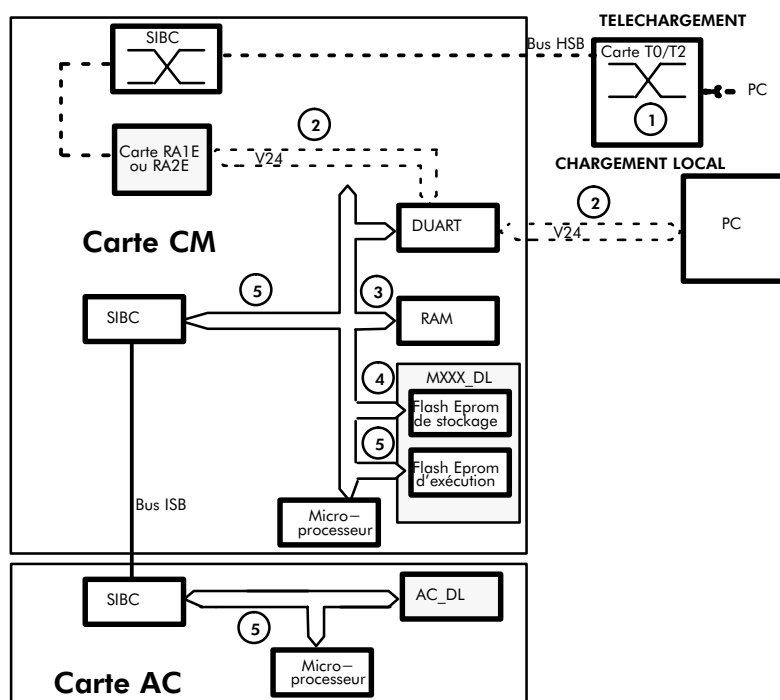 TELECHARGEMENT
SIBC
Bus HSB
Carte T0/T2
PC
1
2
Carte RA1E
ou RA2E
V24
CHARGEMENT LOCAL
2
DUART
V24
PC
Carte CM
5
3
SIBC
RAM
4
MXXX_DL
Flash Eprom
de stockage
5
Flash Eprom
d'exécution
Bus ISB
Micro−
processeur
SIBC
AC_DL
5
Micro−
processeur
Carte AC